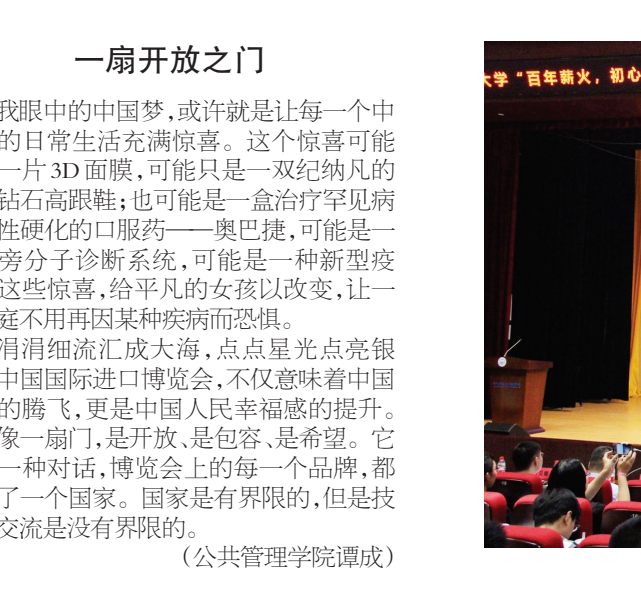 一扇开放之门
我眼中的中国梦,或许就是让每一个中
的日常生活充满惊喜。这个惊喜可能
一片3D面膜,可能只是一双纪纳凡的
钻石高跟鞋;也可能是一盒治疗罕见病
性硬化的口服药——奥巴捷,可能是一
旁分子诊断系统,可能是一种新型疫
这些惊喜,给平凡的女孩以改变,让一
庭不用再因某种疾病而恐惧。
涓涓细流汇成大海,点点星光点亮银
中国国际进口博览会,不仅意味着中国
的腾飞,更是中国人民幸福感的提升。
像一扇门,是开放、是包容、是希望。它
一种对话,博览会上的每一个品牌,都
了一个国家。国家是有界限的,但是技
交流是没有界限的。
(公共管理学院谭成)
大学“百年薪火,初心